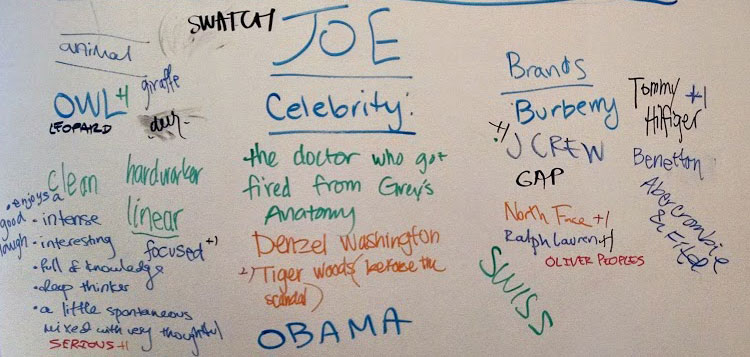 SWATCH
JOE
animal
giraffe
OWL +1
LEOPARD
deer
clean
hardworker
linear
focused +1
• enjoys a
good
laugh
• intense
• interesting
• full of knowledge
• deep thinker
• a little spontaneous
mixed with very thoughtful
SERIOUS +1
Celebrity:
the doctor who got
fired from Grey's
Anatomy
Denzel Washington
+1 Tiger Woods (before the
scandal)
OBAMA
Brands
Burberry
+1 J CREW
GAP
North Face +1
Ralph Lauren +1
OLIVER PEOPLES
SWISS
Tommy +1
Hilfiger
Benetton
Abercrombie
& Fitch